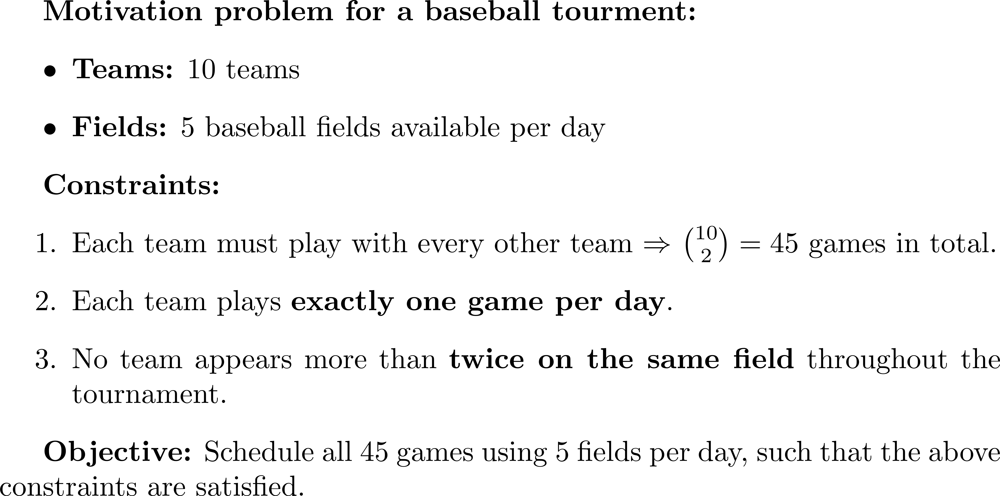 Motivation problem for a baseball tourment:
• Teams: 10 teams
• Fields: 5 baseball fields available per day
Constraints:
1. Each team must play with every other team ⇒ \binom{10}{2} = 45 games in total.
2. Each team plays exactly one game per day.
3. No team appears more than twice on the same field throughout the
tournament.
Objective: Schedule all 45 games using 5 fields per day, such that the above
constraints are satisfied.